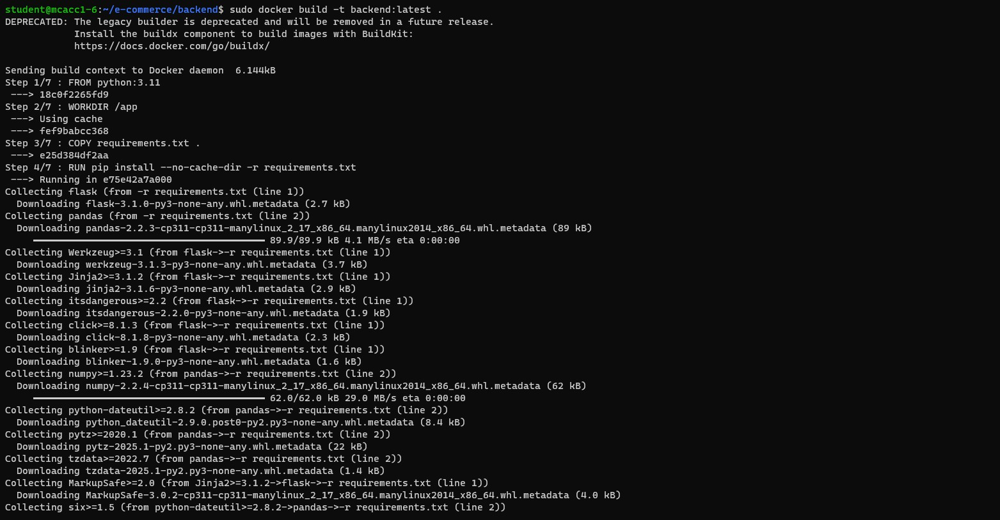 student@mcacc1-6:~/e-commerce/backend$ sudo docker build -t backend:latest .
DEPRECATED: The legacy builder is deprecated and will be removed in a future release.
            Install the buildx component to build images with BuildKit:
            https://docs.docker.com/go/buildx/

Sending build context to Docker daemon  6.144kB
Step 1/7 : FROM python:3.11
 ---> 18c0f2265fd9
Step 2/7 : WORKDIR /app
 ---> Using cache
 ---> fef9babcc368
Step 3/7 : COPY requirements.txt .
 ---> e25d384df2aa
Step 4/7 : RUN pip install --no-cache-dir -r requirements.txt
 ---> Running in e75e42a7a000
Collecting flask (from -r requirements.txt (line 1))
  Downloading flask-3.1.0-py3-none-any.whl.metadata (2.7 kB)
Collecting pandas (from -r requirements.txt (line 2))
  Downloading pandas-2.2.3-cp311-cp311-manylinux_2_17_x86_64.manylinux2014_x86_64.whl.metadata (89 kB)
     ━━━━━━━━━━━━━━━━━━━━━━━━━━━━━━━━━━━━━━━━ 89.9/89.9 kB 4.1 MB/s eta 0:00:00
Collecting Werkzeug>=3.1 (from flask->-r requirements.txt (line 1))
  Downloading werkzeug-3.1.3-py3-none-any.whl.metadata (3.7 kB)
Collecting Jinja2>=3.1.2 (from flask->-r requirements.txt (line 1))
  Downloading jinja2-3.1.6-py3-none-any.whl.metadata (2.9 kB)
Collecting itsdangerous>=2.2 (from flask->-r requirements.txt (line 1))
  Downloading itsdangerous-2.2.0-py3-none-any.whl.metadata (1.9 kB)
Collecting click>=8.1.3 (from flask->-r requirements.txt (line 1))
  Downloading click-8.1.8-py3-none-any.whl.metadata (2.3 kB)
Collecting blinker>=1.9 (from flask->-r requirements.txt (line 1))
  Downloading blinker-1.9.0-py3-none-any.whl.metadata (1.6 kB)
Collecting numpy>=1.23.2 (from pandas->-r requirements.txt (line 2))
  Downloading numpy-2.2.4-cp311-cp311-manylinux_2_17_x86_64.manylinux2014_x86_64.whl.metadata (62 kB)
     ━━━━━━━━━━━━━━━━━━━━━━━━━━━━━━━━━━━━━━━━ 62.0/62.0 kB 29.0 MB/s eta 0:00:00
Collecting python-dateutil>=2.8.2 (from pandas->-r requirements.txt (line 2))
  Downloading python_dateutil-2.9.0.post0-py2.py3-none-any.whl.metadata (8.4 kB)
Collecting pytz>=2020.1 (from pandas->-r requirements.txt (line 2))
  Downloading pytz-2025.1-py2.py3-none-any.whl.metadata (22 kB)
Collecting tzdata>=2022.7 (from pandas->-r requirements.txt (line 2))
  Downloading tzdata-2025.1-py2.py3-none-any.whl.metadata (1.4 kB)
Collecting MarkupSafe>=2.0 (from Jinja2>=3.1.2->flask->-r requirements.txt (line 1))
  Downloading MarkupSafe-3.0.2-cp311-cp311-manylinux_2_17_x86_64.manylinux2014_x86_64.whl.metadata (4.0 kB)
Collecting six>=1.5 (from python-dateutil>=2.8.2->pandas->-r requirements.txt (line 2))